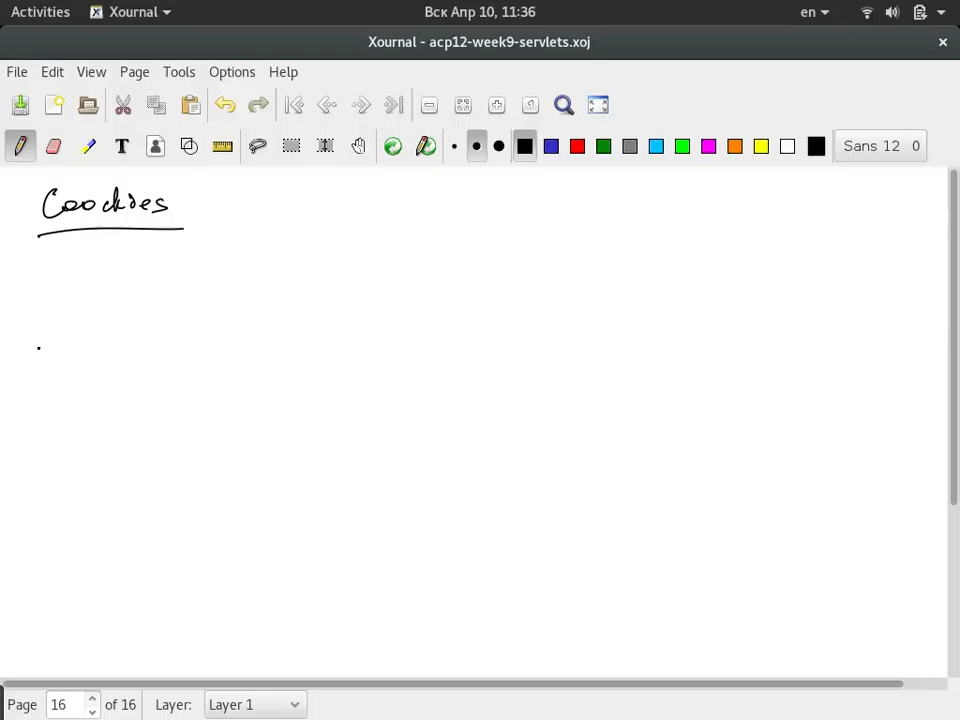 Activities Xournal Вск Апр 10, 11:36 en
Xournal - acp12-week9-servlets.xoj
File Edit View Page Tools Options Help
Sans 12 0
Coockies
Page 16 of 16 Layer: Layer 1